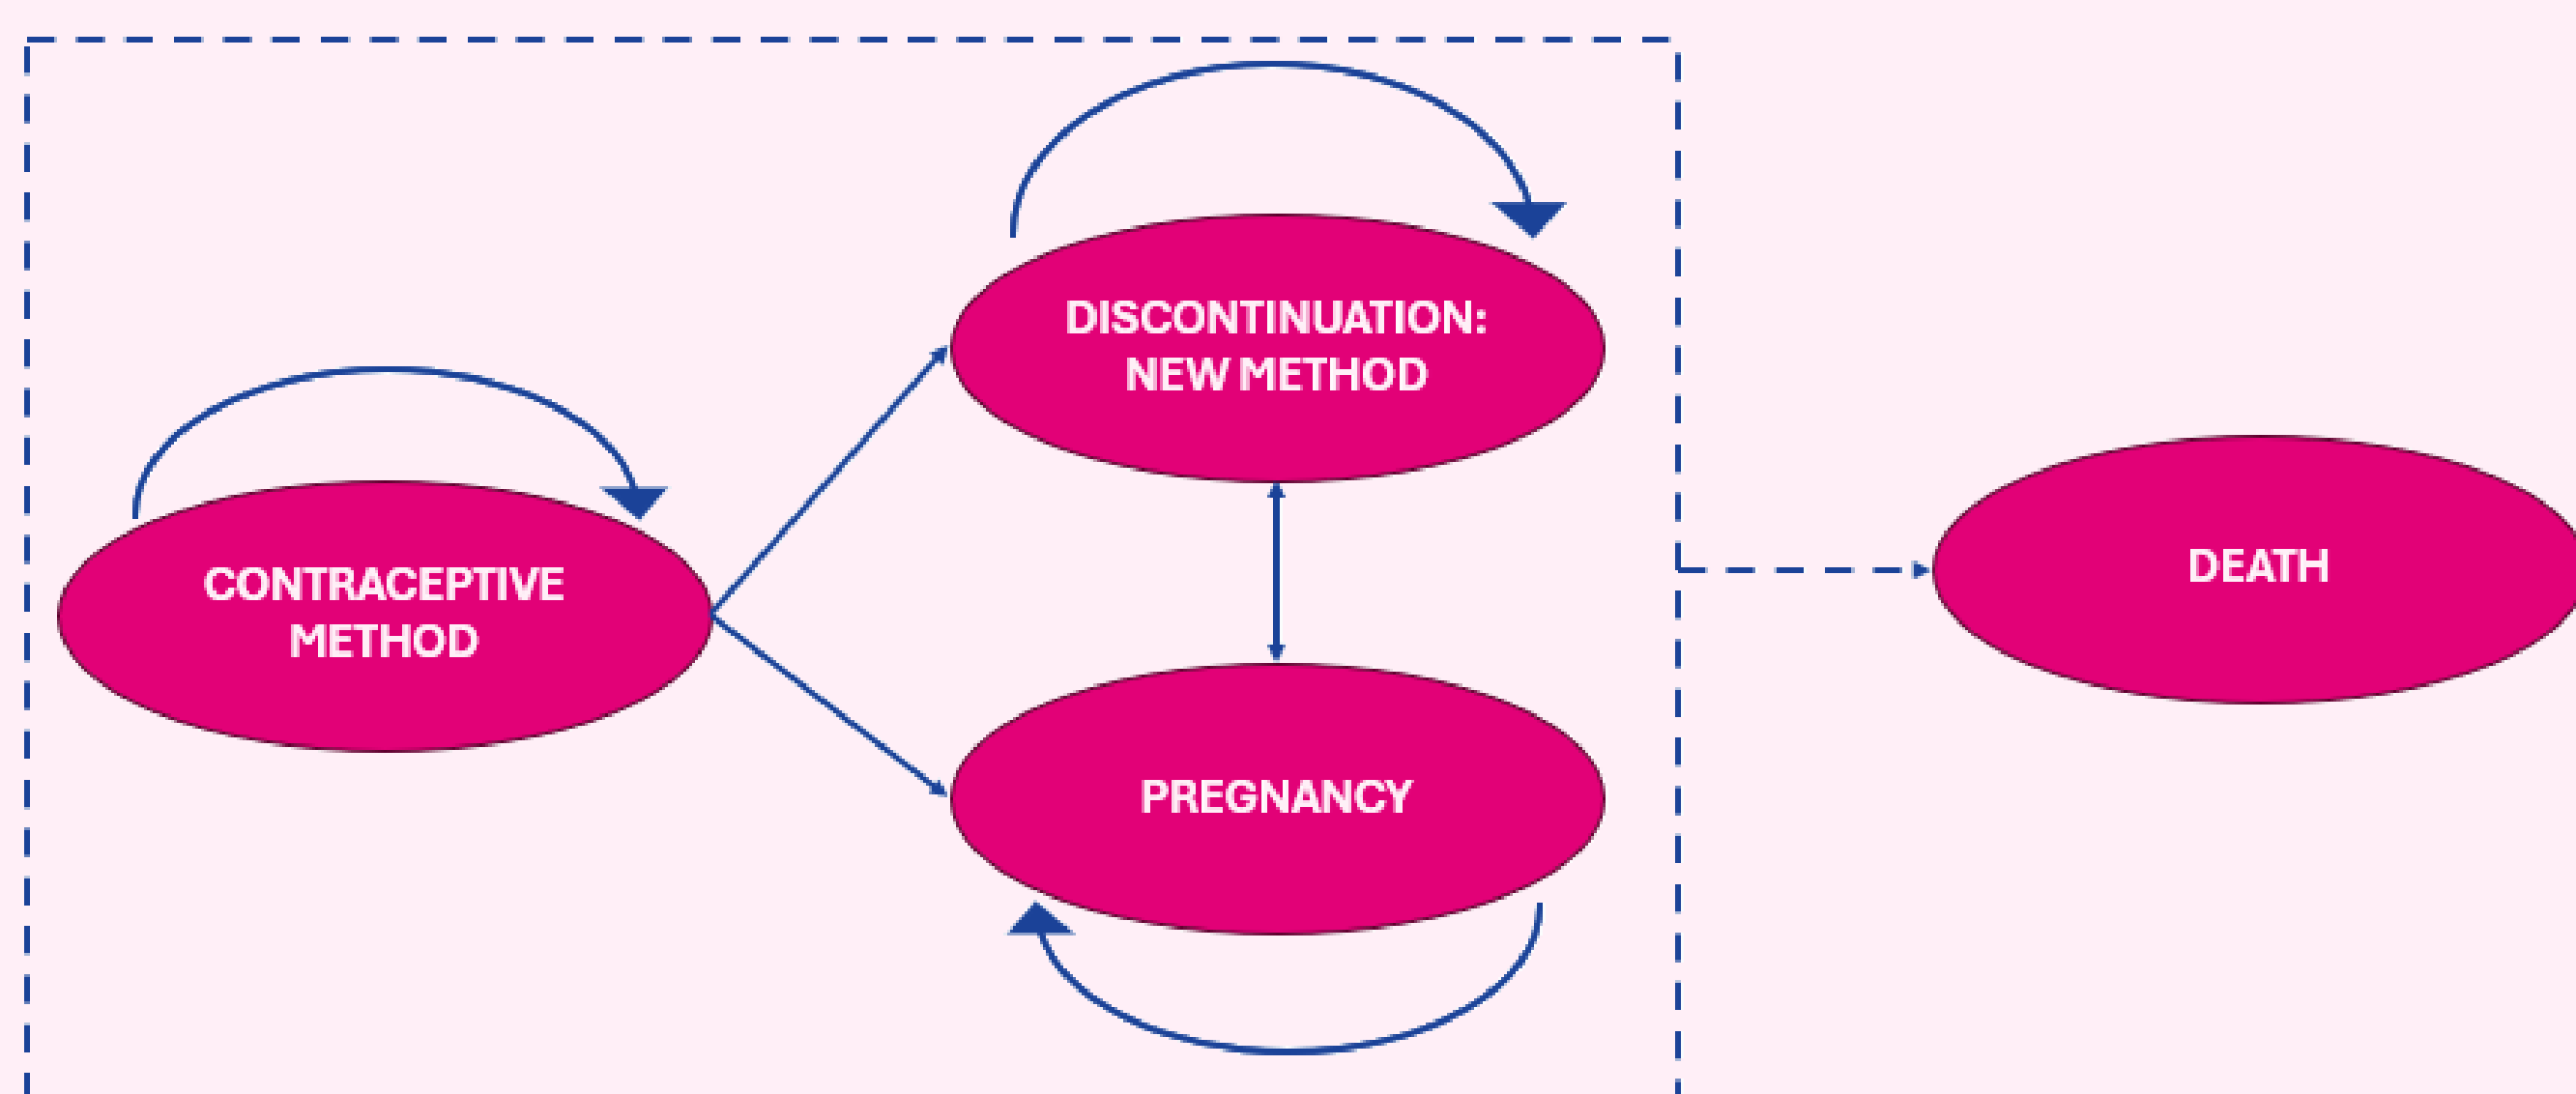 DISCONTINUATION:
NEW METHOD
CONTRACEPTIVE
METHOD
DEATH
PREGNANCY